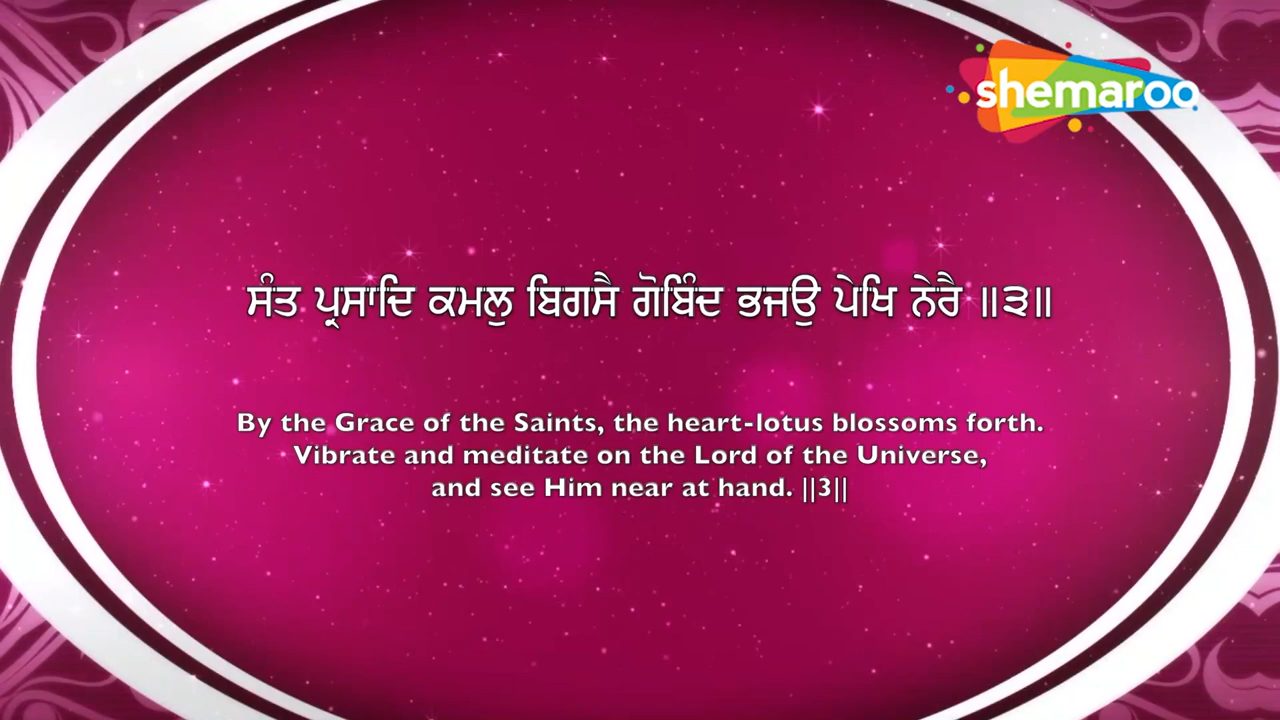 shemaroo
ਸੰਤ ਪ੍ਰਸਾਦਿ ਕਮਲੁ ਬਿਗਸੈ ਗੋਬਿੰਦ ਭਜਉ ਪੇਖਿ ਨੇਰੈ ॥੩॥
By the Grace of the Saints, the heart-lotus blossoms forth.
Vibrate and meditate on the Lord of the Universe,
and see Him near at hand. ||3||